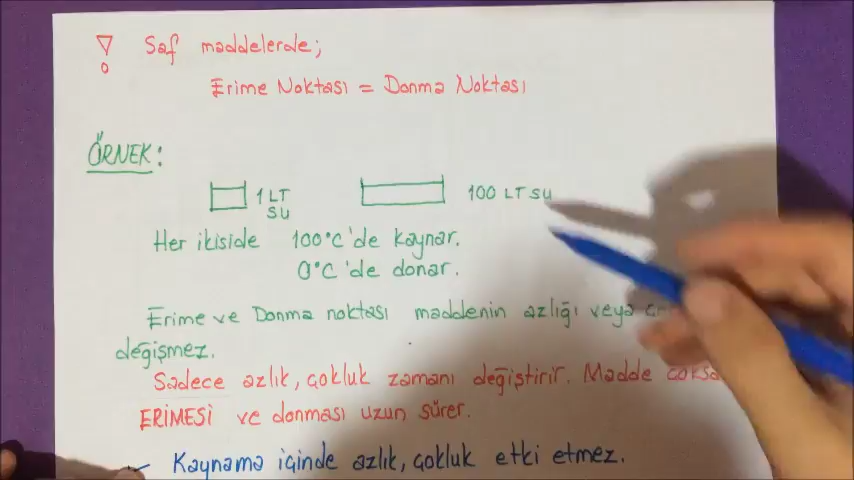 ! Saf maddelerde;
Erime Noktası = Donma Noktası
ÖRNEK:
1 LT
SU
100 LT SU
Her ikiside 100°C'de kaynar.
0°C'de donar.
Erime ve Donma noktası maddenin azlığı veya
değişmez.
Sadece azlık, çokluk zamanı değiştirir. Madde
ERİMESİ ve donması uzun sürer.
Kaynama içinde azlık, çokluk etki etmez.